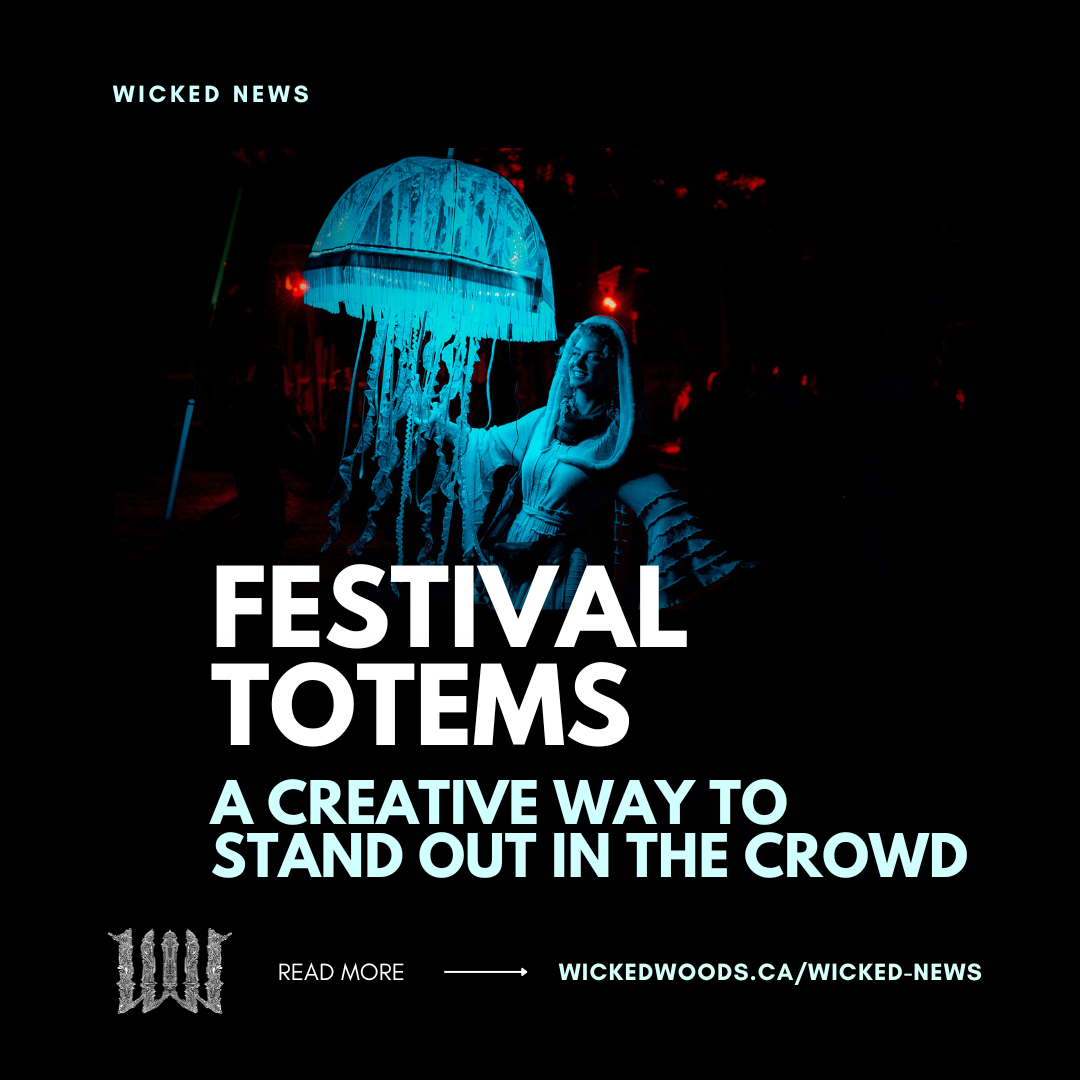 WICKED NEWS
FESTIVAL
TOTEMS
A CREATIVE WAY TO
STAND OUT IN THE CROWD
READ MORE
WICKEDWOODS.CA/WICKED-NEWS